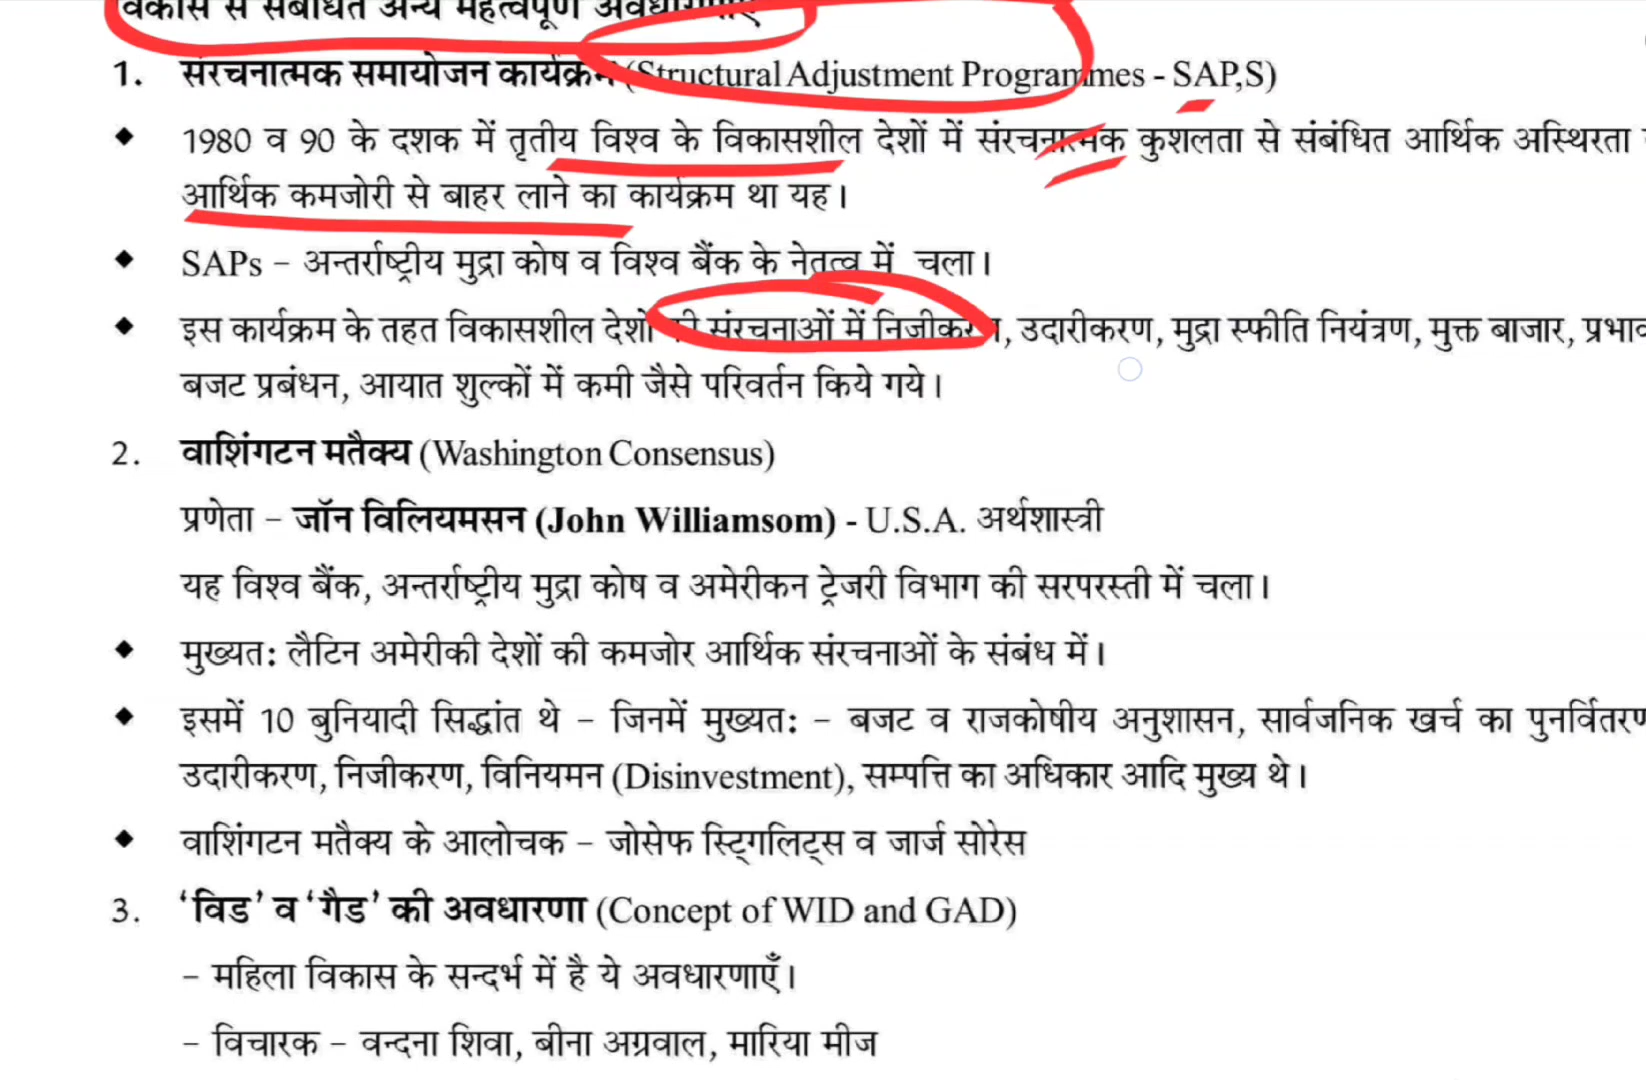 विकास से संबंधित अन्य महत्वपूर्ण अवधारणाएँ
1. संरचनात्मक समायोजन कार्यक्रम (Structural Adjustment Programmes - SAP,S)
◆ 1980 व 90 के दशक में तृतीय विश्व के विकासशील देशों में संरचनात्मक कुशलता से संबंधित आर्थिक अस्थिरता
आर्थिक कमजोरी से बाहर लाने का कार्यक्रम था यह।
◆ SAPs – अन्तर्राष्ट्रीय मुद्रा कोष व विश्व बैंक के नेतृत्व में चला।
◆ इस कार्यक्रम के तहत विकासशील देशों की संरचनाओं में निजीकरण, उदारीकरण, मुद्रा स्फीति नियंत्रण, मुक्त बाजार,
बजट प्रबंधन, आयात शुल्कों में कमी जैसे परिवर्तन किये गये।
2. वाशिंगटन मतैक्य (Washington Consensus)
प्रणेता – जॉन विलियमसन (John Williamsom) - U.S.A. अर्थशास्त्री
यह विश्व बैंक, अन्तर्राष्ट्रीय मुद्रा कोष व अमेरीकन ट्रेजरी विभाग की सरपरस्ती में चला।
◆ मुख्यत: लैटिन अमेरीकी देशों की कमजोर आर्थिक संरचनाओं के संबंध में।
◆ इसमें 10 बुनियादी सिद्धांत थे – जिनमें मुख्यत: – बजट व राजकोषीय अनुशासन, सार्वजनिक खर्च का पुनर्वितरण
उदारीकरण, निजीकरण, विनियमन (Disinvestment), सम्पत्ति का अधिकार आदि मुख्य थे।
◆ वाशिंगटन मतैक्य के आलोचक – जोसेफ स्टिग्लिट्स व जार्ज सोरेस
3. ‘विड’ व ‘गैड’ की अवधारणा (Concept of WID and GAD)
– महिला विकास के सन्दर्भ में है ये अवधारणाएँ।
– विचारक – वन्दना शिवा, बीना अग्रवाल, मारिया मीज